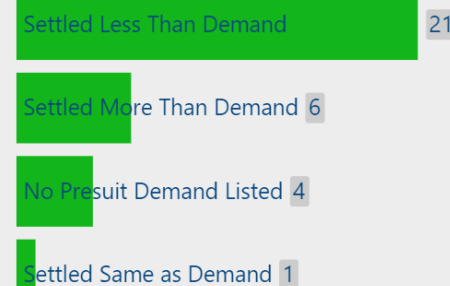 Settled Less Than Demand 21
Settled More Than Demand 6
No Presuit Demand Listed 4
Settled Same as Demand 1